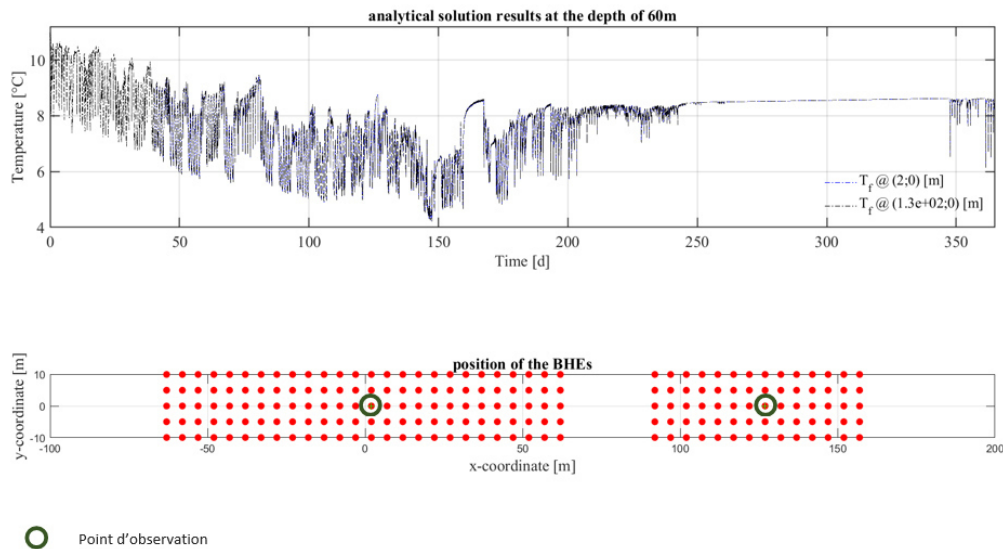 analytical solution results at the depth of 60m
Temperature [°C]
10
8
6
4
T_f @ (2;0) [m]
T_f @ (1.3e+02;0) [m]
0 50 100 150 200 250 300 350
Time [d]
position of the BHEs
y-coordinate [m]
10
0
-10
-100 -50 0 50 100 150 200
x-coordinate [m]
Point d'observation